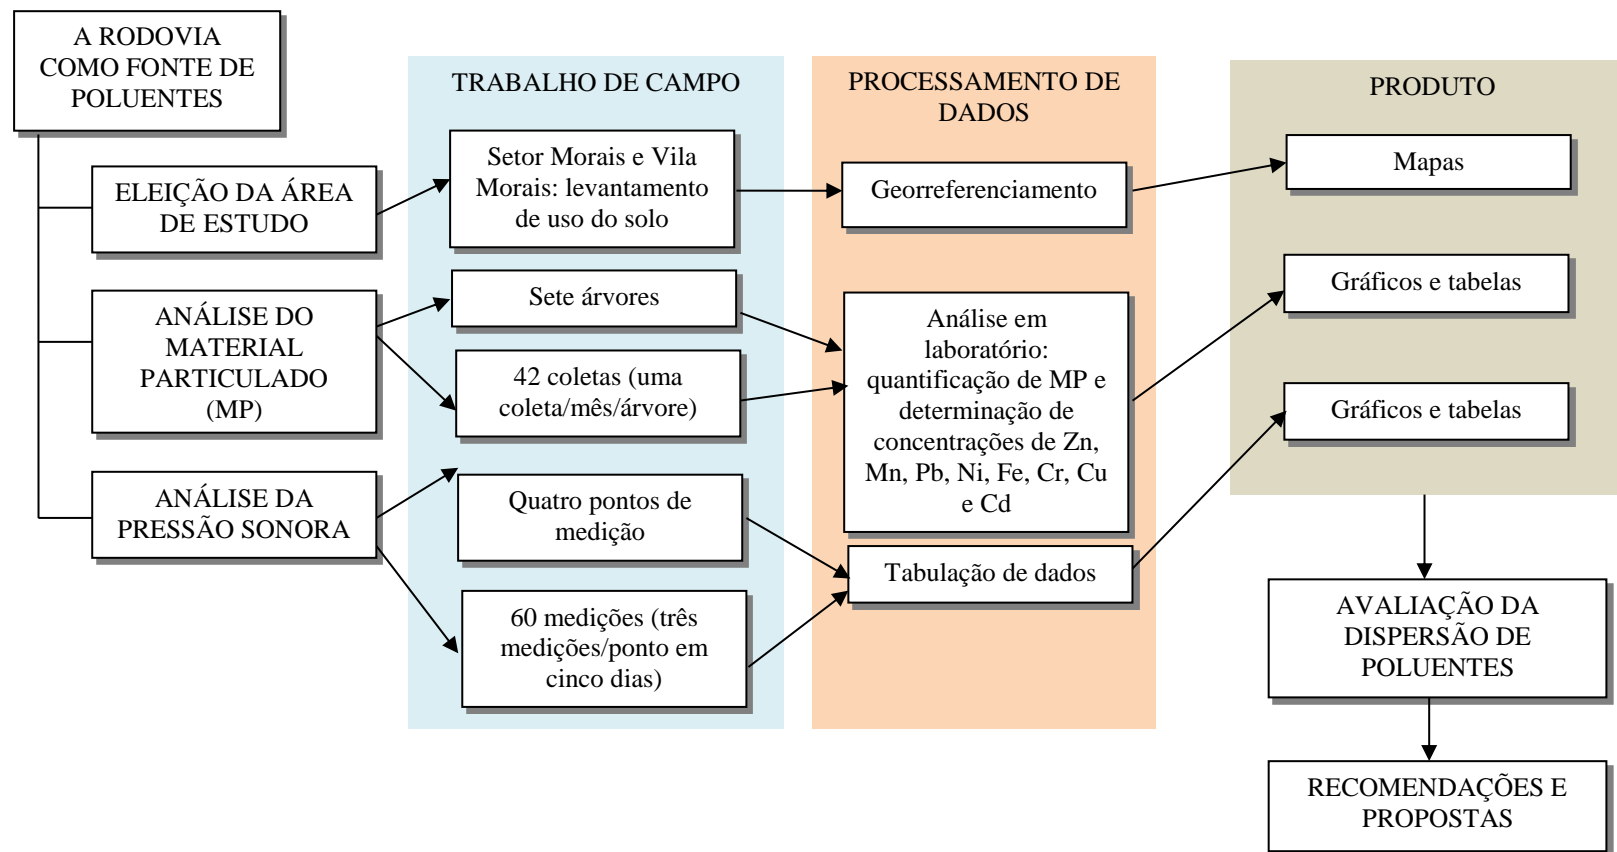 A RODOVIA
COMO FONTE DE
POLUENTES
ELEIÇÃO DA ÁREA
DE ESTUDO
ANÁLISE DO
MATERIAL
PARTICULADO
(MP)
ANÁLISE DA
PRESSÃO SONORA
TRABALHO DE CAMPO
Setor Morais e Vila
Morais: levantamento
de uso do solo
Sete árvores
42 coletas (uma
coleta/mês/árvore)
Quatro pontos de
medição
60 medições (três
medições/ponto em
cinco dias)
PROCESSAMENTO DE
DADOS
Georreferenciamento
Análise em
laboratório:
quantificação de MP e
determinação de
concentrações de Zn,
Mn, Pb, Ni, Fe, Cr, Cu
e Cd
Tabulação de dados
PRODUTO
Mapas
Gráficos e tabelas
Gráficos e tabelas
AVALIAÇÃO DA
DISPERSÃO DE
POLUENTES
RECOMENDAÇÕES E
PROPOSTAS